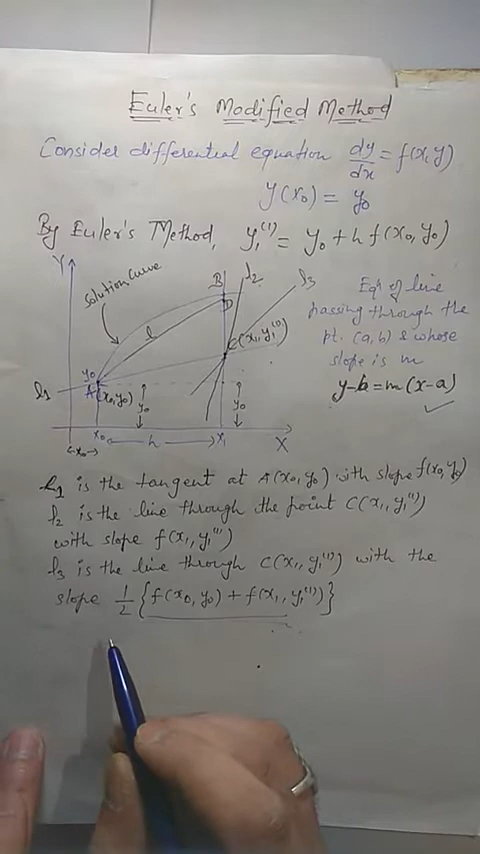 Euler's Modified Method
Consider differential equation dy/dx = f(x, y)
y(x₀) = y₀
By Euler's Method, y₁⁽¹⁾ = y₀ + h f(x₀, y₀)
Y
Solution curve
B
D
l₂
l₃
l
C(x₁, y₁⁽¹⁾)
y₀
l₁
A(x₀, y₀)
y₀
y₀
x₀
h
x₁
X
x₀
Eqn of line
passing through the
pt. (a, b) & whose
slope is m
y-b = m(x-a)
l₁ is the tangent at A(x₀, y₀) with slope f(x₀, y₀)
l₂ is the line through the point C(x₁, y₁⁽¹⁾)
with slope f(x₁, y₁⁽¹⁾)
l₃ is the line through C(x₁, y₁⁽¹⁾) with the
slope 1/2 {f(x₀, y₀) + f(x₁, y₁⁽¹⁾)}